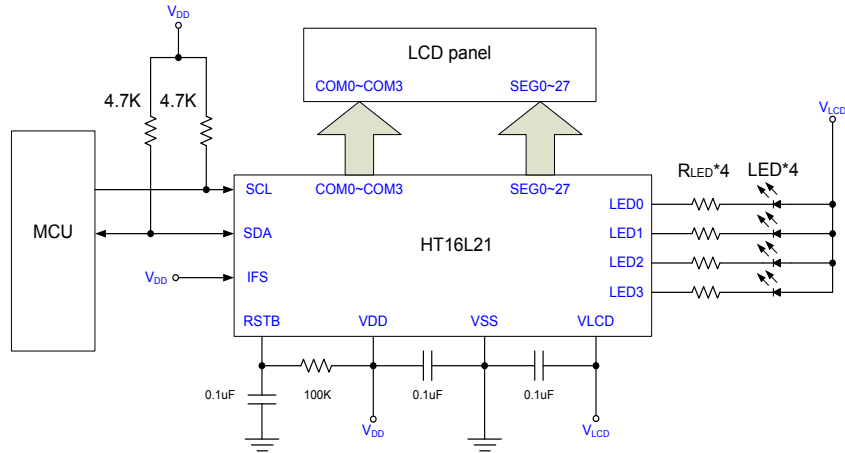 VDD
LCD panel
COM0~COM3 SEG0~27
4.7K 4.7K
VLCD
RLED*4 LED*4
MCU
SCL COM0~COM3 SEG0~27
LED0
SDA HT16L21 LED1
LED2
VDD IFS
LED3
RSTB VDD VSS VLCD
0.1uF 100K 0.1uF 0.1uF
VDD VLCD